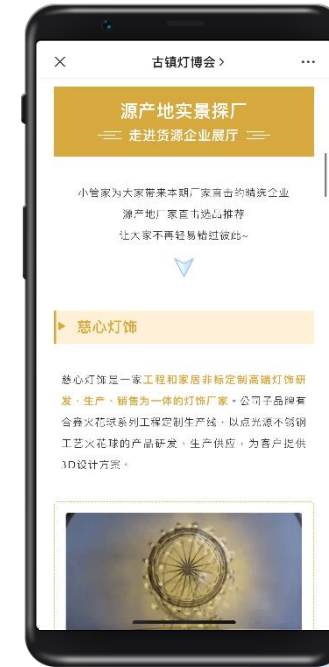 古镇灯博会 >
源产地实景探厂
走进货源企业展厅
小管家为大家带来本期厂家直击的精选企业
源产地厂家直击选品推荐
让大家不再轻易错过彼此~
慈心灯饰
慈心灯饰是一家工程和家居非标定制高端灯饰研
发、生产、销售为一体的灯饰厂家。公司子品牌有
合鑫火花球系列工程定制生产线,以点光源不锈钢
工艺火花球的产品研发、生产供应,为客户提供
3D设计方案。